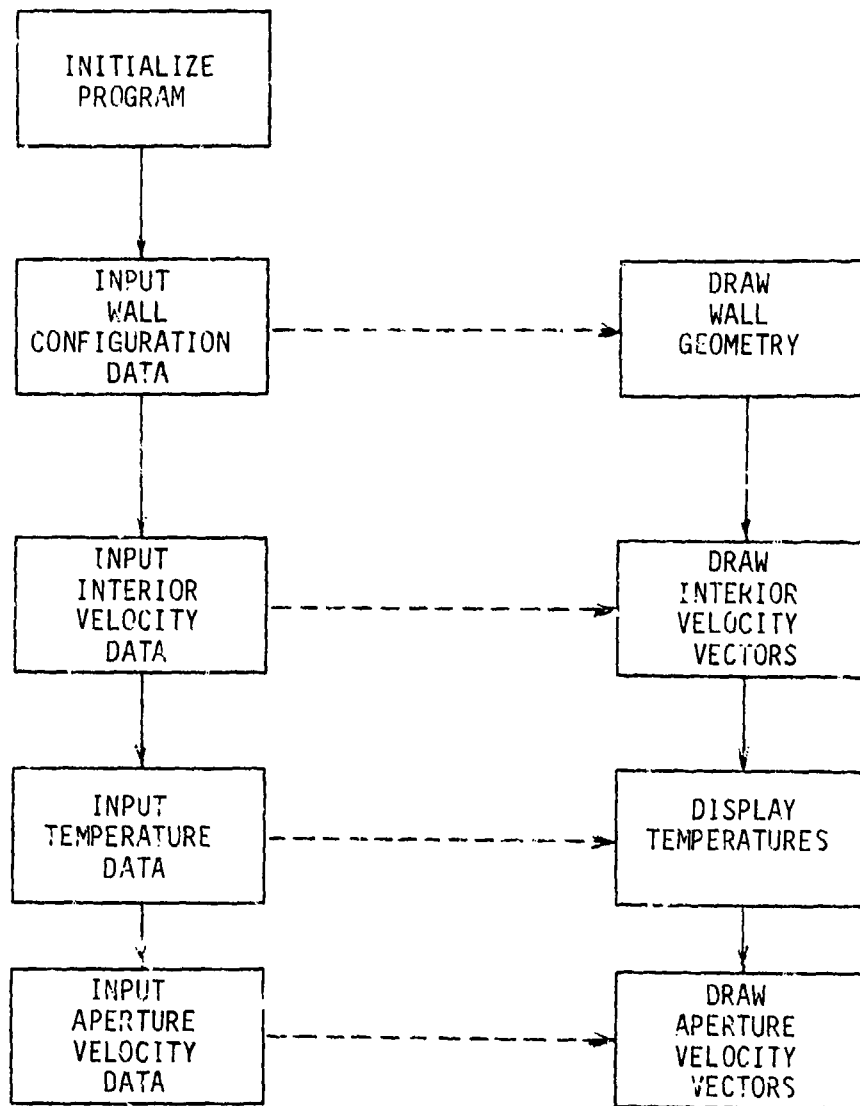 INITIALIZE
PROGRAM
INPUT
WALL
CONFIGURATION
DATA
DRAW
WALL
GEOMETRY
INPUT
INTERIOR
VELOCITY
DATA
DRAW
INTERIOR
VELOCITY
VECTORS
INPUT
TEMPERATURE
DATA
DISPLAY
TEMPERATURES
INPUT
APERTURE
VELOCITY
DATA
DRAW
APERTURE
VELOCITY
VECTORS